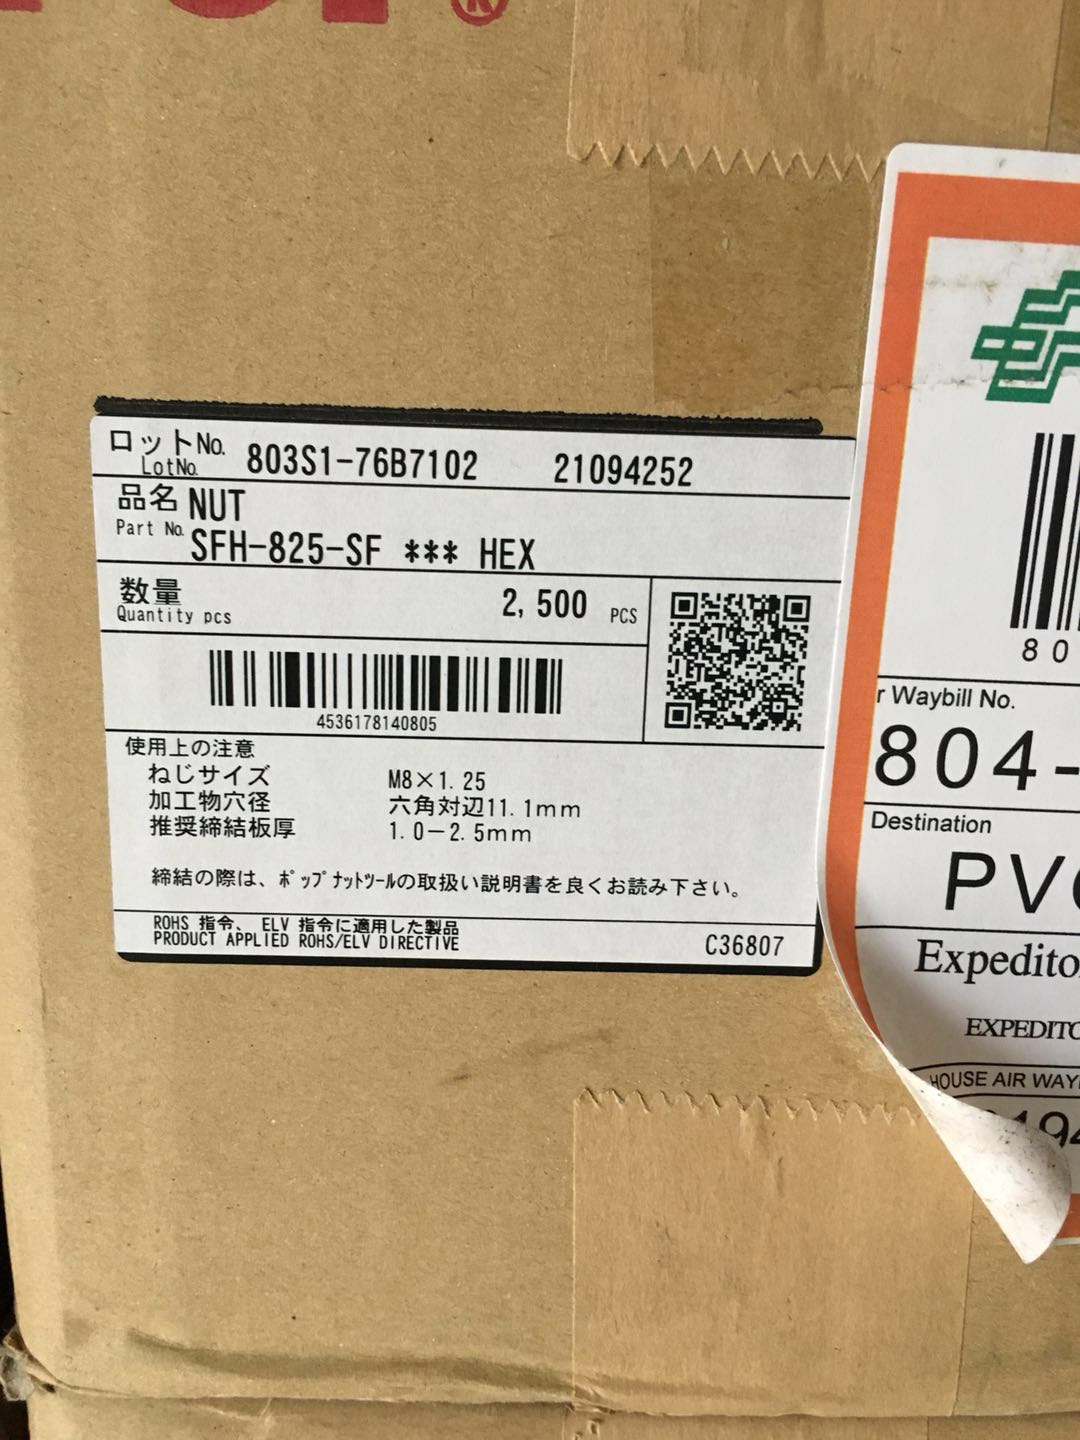 ®
ロットNo.
LotNo. 803S1-76B7102 21094252
品名 NUT
Part No. SFH-825-SF *** HEX
数量
Quantity pcs 2,500 PCS
4536178140805
使用上の注意
ねじサイズ M8×1.25
加工物穴径 六角対辺11.1mm
推奨締結板厚 1.0-2.5mm
締結の際は、ﾎﾟｯﾌﾟﾅｯﾄﾂｰﾙの取扱い説明書を良くお読み下さい。
ROHS 指令、 ELV 指令に適用した製品
PRODUCT APPLIED ROHS/ELV DIRECTIVE C36807
80
r Waybill No.
804-
Destination
PV
Expedito
EXPEDITO
HOUSE AIR WAY
194